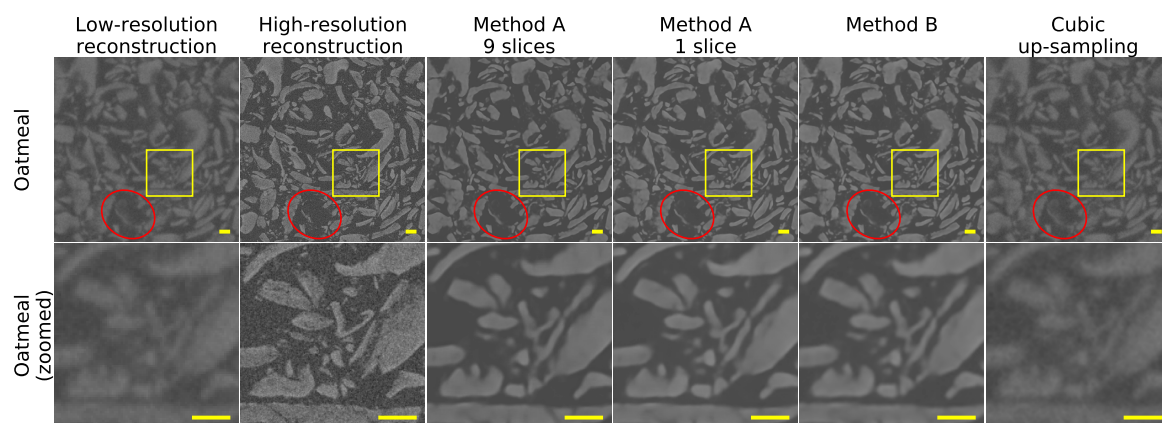 Low-resolution
reconstruction
High-resolution
reconstruction
Method A
9 slices
Method A
1 slice
Method B
Cubic
up-sampling
Oatmeal
Oatmeal
(zoomed)